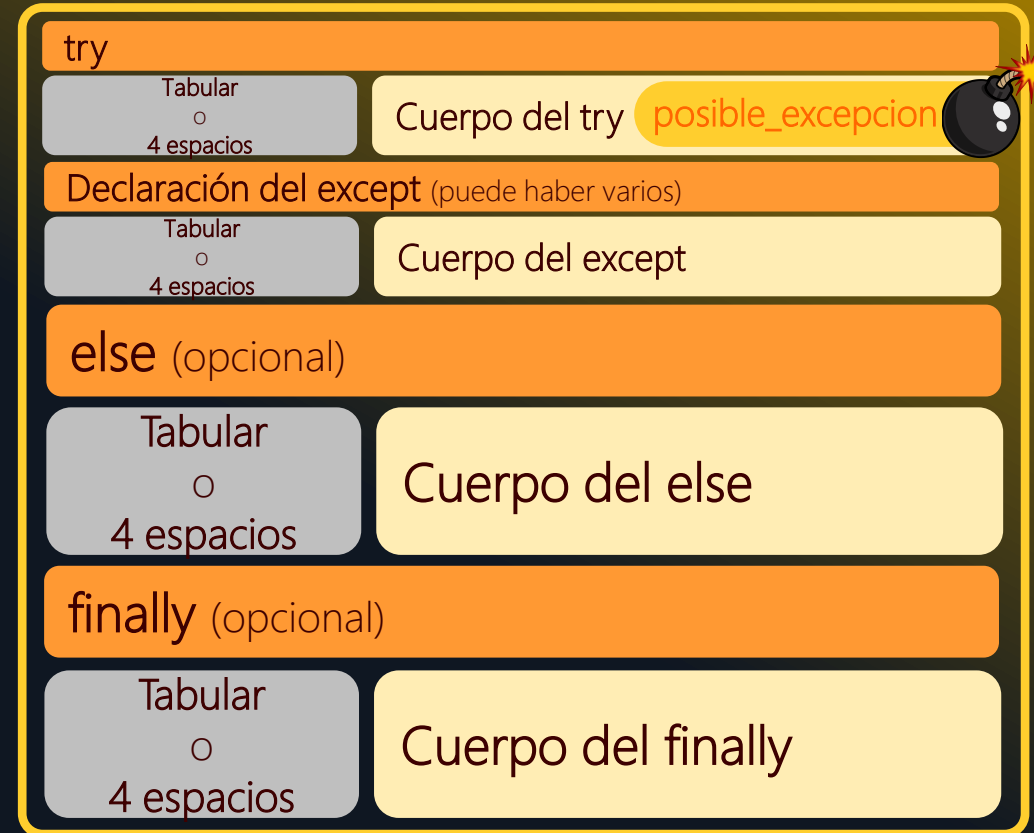 try
Tabular
o
4 espacios
Cuerpo del try posible_excepcion
Declaración del except (puede haber varios)
Tabular
o
4 espacios
Cuerpo del except
else (opcional)
Tabular
o
4 espacios
Cuerpo del else
finally (opcional)
Tabular
o
4 espacios
Cuerpo del finally